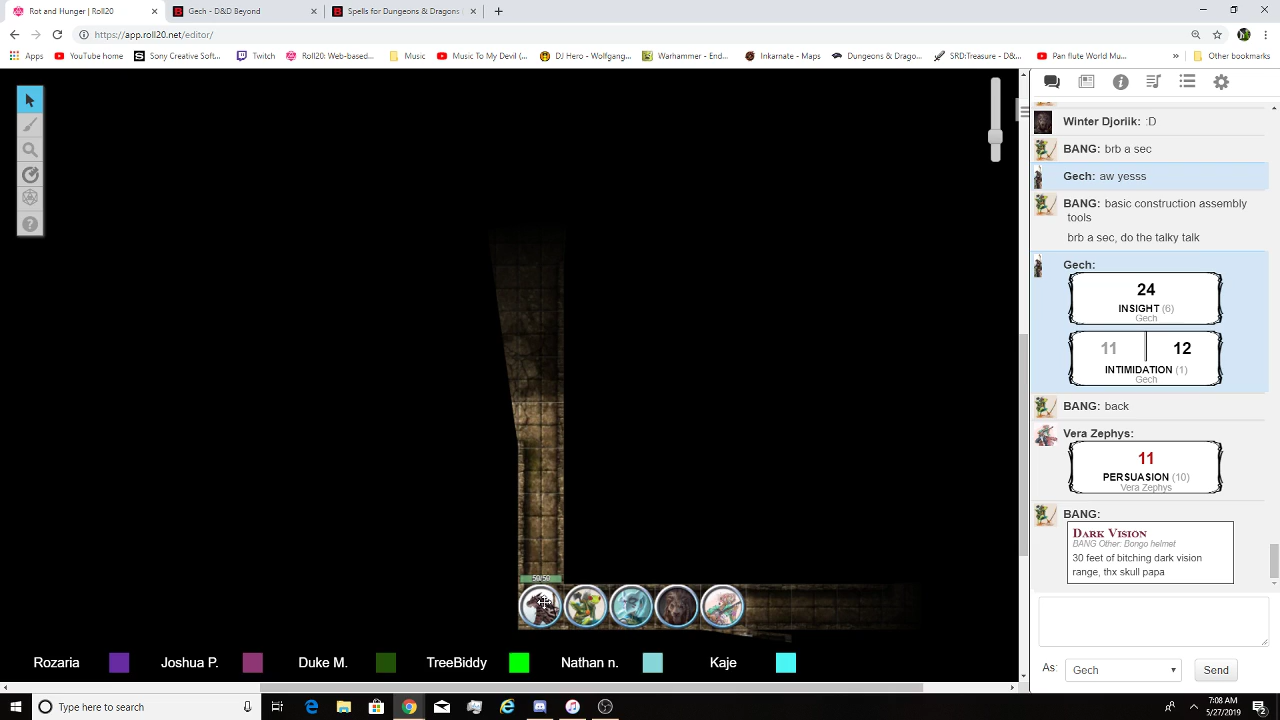 Rot and Hunger | Roll20 ×
Gech - D&D Beyond ×
Spells for Dungeons & Dragons ×
https://app.roll20.net/editor/
Apps
YouTube home
Sony Creative Soft...
Twitch
Roll20: Web-based...
Music
To My Devil (...
DJ Hero - Wolfgang...
Warhammer - End...
Inkarnate - Maps
Dungeons & Drago...
SRD:Treasure - D&...
Pan flute World Mu...
»
Other bookmarks
Winter Djoriik: :D
BANG: brb a sec
Gech: aw yesss
BANG: basic construction assembly
tools
brb a sec, do the talky talk
Gech:
24
INSIGHT (6)
Gech
11 12
INTIMIDATION (1)
Gech
BANG: back
Vera Zephys:
11
PERSUASION (10)
Vera Zephys
BANG:
DARK VISION
BANG Other: Bongo helmet
30 feet of bitching dark vision
range, thx skull papa
As: Gech Send
50/50
Rozaria Joshua P. Duke M. TreeBiddy Nathan n. Kaje
Type here to search
7:08 AM
5/27/2019